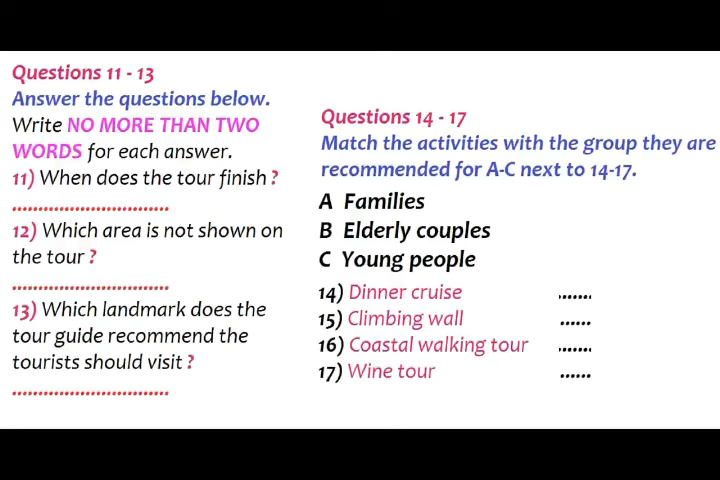 Questions 11 - 13
Answer the questions below.
Write NO MORE THAN TWO
WORDS for each answer.
11) When does the tour finish ?
..............................
12) Which area is not shown on
the tour ?
..............................
13) Which landmark does the
tour guide recommend the
tourists should visit ?
..............................
Questions 14 - 17
Match the activities with the group they are
recommended for A-C next to 14-17.
A Families
B Elderly couples
C Young people
14) Dinner cruise .......
15) Climbing wall ......
16) Coastal walking tour .......
17) Wine tour ......